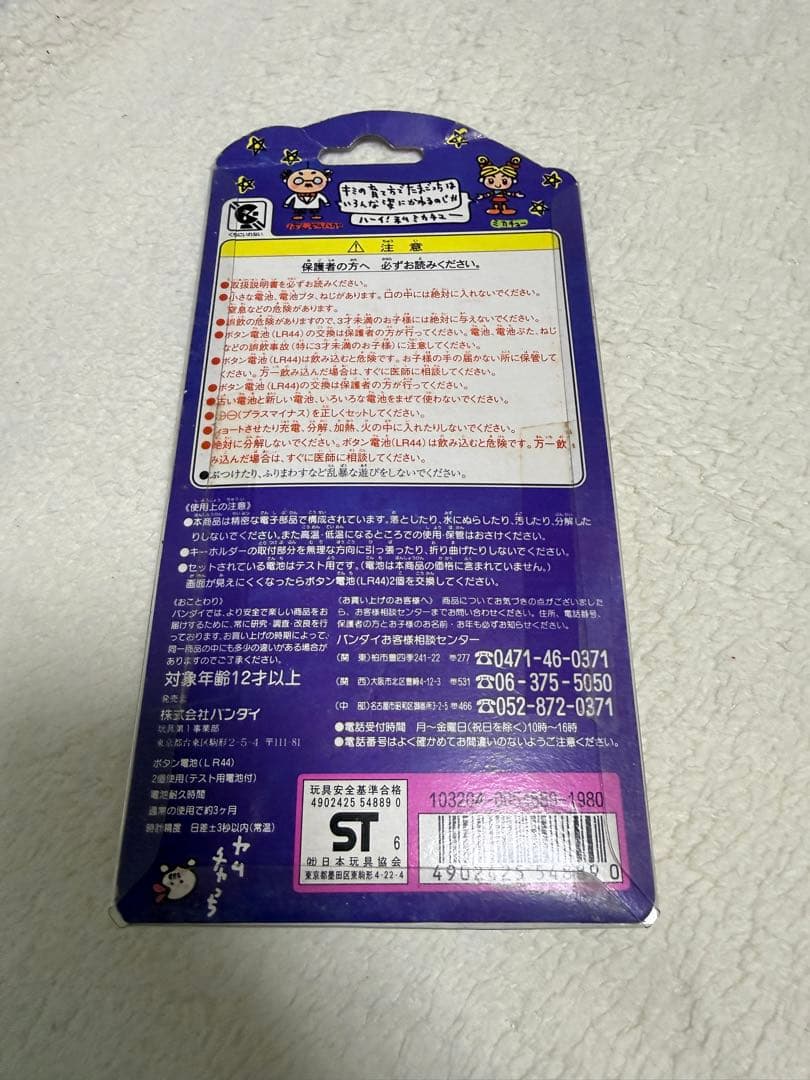 キミの育て方でたまごっちは
いろんな姿にかわるのじゃ
ハーイ!
ミカチュー
くちにいれない
注意
保護者の方へ 必ずお読みください。
●取扱説明書を必ずお読みください。
●小さな電池、電池ブタ、ねじがあります。口の中には絶対に入れないでください。
窒息などの危険があります。
●誤飲の危険がありますので、3才未満のお子様には絶対に与えないでください。
●ボタン電池(LR44)の交換は保護者の方が行ってください。電池、電池ぶた、ねじ
などの誤飲事故(特に3才未満のお子様)に注意してください。
●ボタン電池(LR44)は飲み込むと危険です。お子様の手の届かない所に保管して
ください。万一飲み込んだ場合は、すぐに医師に相談してください。
●ボタン電池(LR44)の交換は保護者の方が行ってください。
●古い電池と新しい電池、いろいろな電池をまぜて使わないでください。
●⊕⊖(プラスマイナス)を正しくセットしてください。
●ショートさせたり充電、分解、加熱、火の中に入れたりしないでください。
●絶対に分解しないでください。ボタン電池(LR44)は飲み込むと危険です。万一飲
み込んだ場合は、すぐに医師に相談してください。
●ぶつけたり、ふりまわすなど乱暴な遊びをしないでください。
《使用上の注意》
●本商品は精密な電子部品で構成されています。落としたり、水にぬらしたり、汚したり、分解した
りしないでください。また高温・低温になるところでの使用・保管はおさけください。
●キーホルダーの取付部分を無理な方向に引っ張ったり、折り曲げたりしないでください。
●セットされている電池はテスト用です。(電池は本商品の価格に含まれていません。)
画面が見えにくくなったらボタン電池(LR44)2個を交換してください。
《おことわり》
バンダイでは、より安全で楽しい商品をお
届けするために、常に研究・調査・改良を行
っております。お買い上げの時期によって、
同一商品の中にも多少の違いがある場合が
ありますのでご了承ください。
対象年齢12才以上
発売元
株式会社バンダイ
玩具第1事業部
東京都台東区駒形2-5-4 〒111-81
ボタン電池(LR44)
2個使用(テスト用電池付)
電池耐久時間
通常の使用で約3ヶ月
時計精度 日差±3秒以内(常温)
《お買い上げのお客様へ》 商品についてお気づきの点がございました
ら、お客様相談センターまでお問い合わせください。住所、電話番号、
保護者の方とお子様のお名前・お年も必ずお知らせください。
バンダイお客様相談センター
(関 東)柏市豊四季241-22 〒277 ☎0471-46-0371
(関 西)大阪市北区豊崎4-12-3 〒531 ☎06-375-5050
(中 部)名古屋市昭和区御器所3-2-5 〒466 ☎052-872-0371
●電話受付時間 月〜金曜日(祝日を除く)10時〜16時
●電話番号はよく確かめてお間違いのないようご注意ください。
玩具安全基準合格
4902425 54889 0
ST 6
㈳日本玩具協会
東京都墨田区東駒形4-22-4
4902425 548890